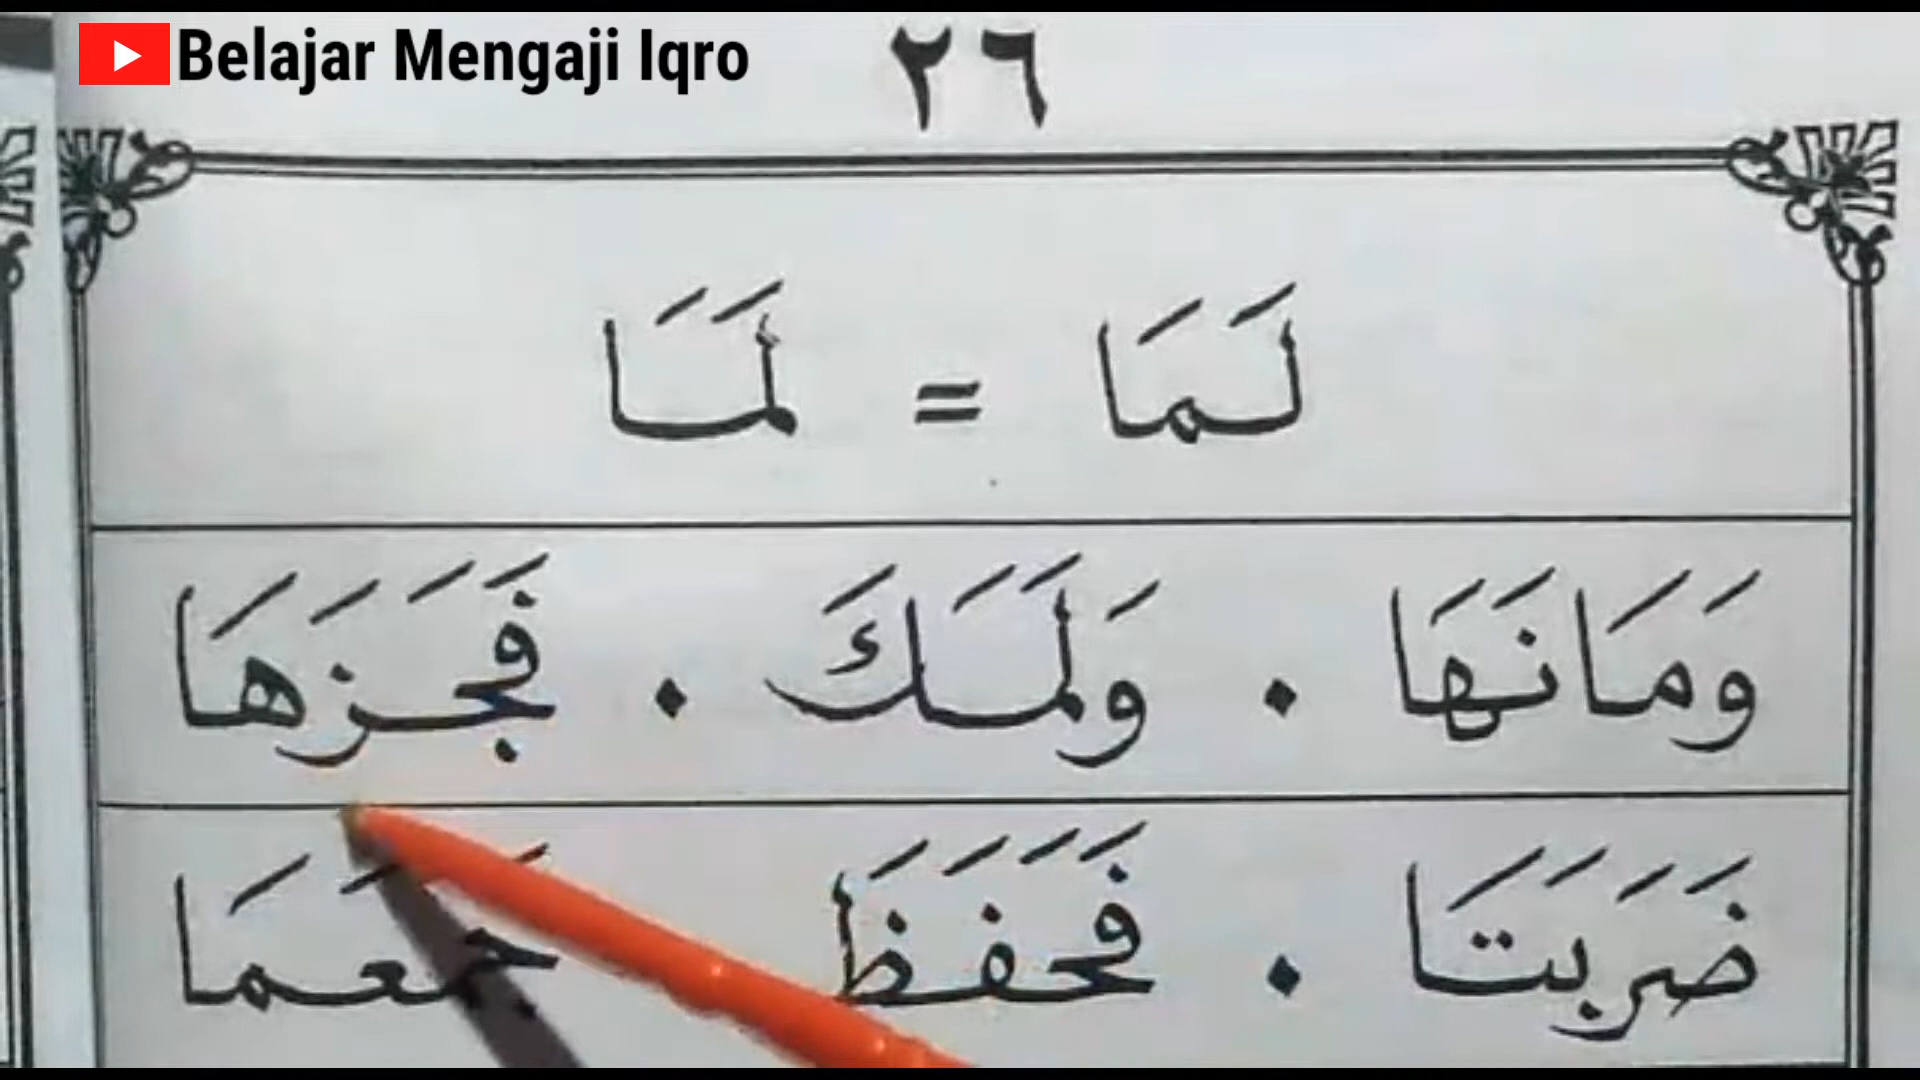 Belajar Mengaji Iqro
٢٦
لَمَا = لَمَا
وَمَانَهَا . وَلَمَكَ . فَجَزَهَا
ضَرَبَتَا . فَحَفَظَ